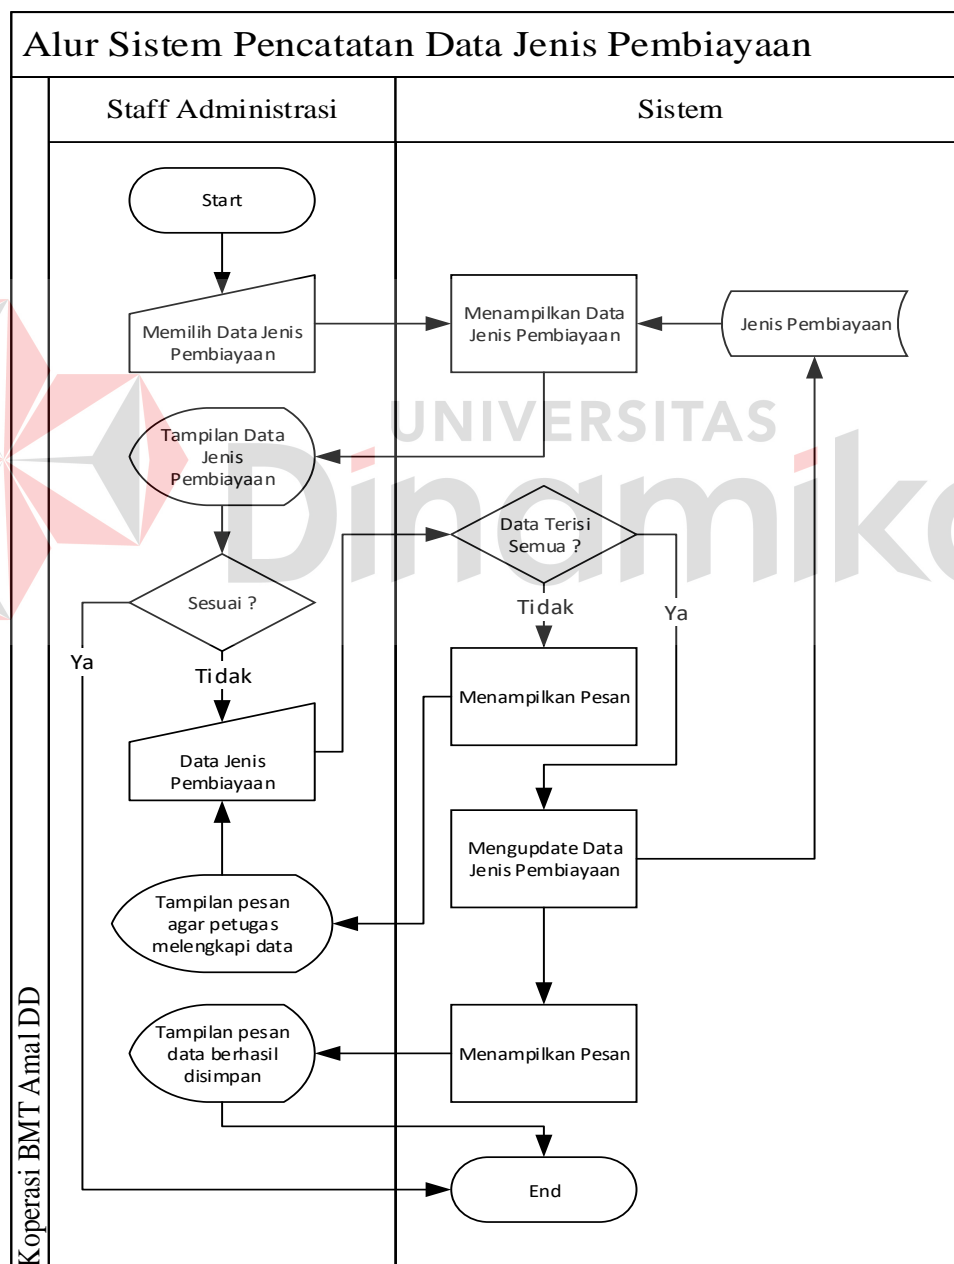 Alur Sistem Pencatatan Data Jenis Pembiayaan
Staff Administrasi
Sistem
Start
Memilih Data Jenis
Pembiayaan
Menampilkan Data
Jenis Pembiayaan
Jenis Pembiayaan
UNIVERSITAS
Dinamika
Tampilan Data
Jenis
Pembiayaan
Data Terisi
Semua ?
Sesuai ?
Tidak
Ya
Ya
Tidak
Menampilkan Pesan
Data Jenis
Pembiayaan
Mengupdate Data
Jenis Pembiayaan
Tampilan pesan
agar petugas
melengkapi data
Tampilan pesan
data berhasil
disimpan
Menampilkan Pesan
End
Koperasi BMT Amal DD